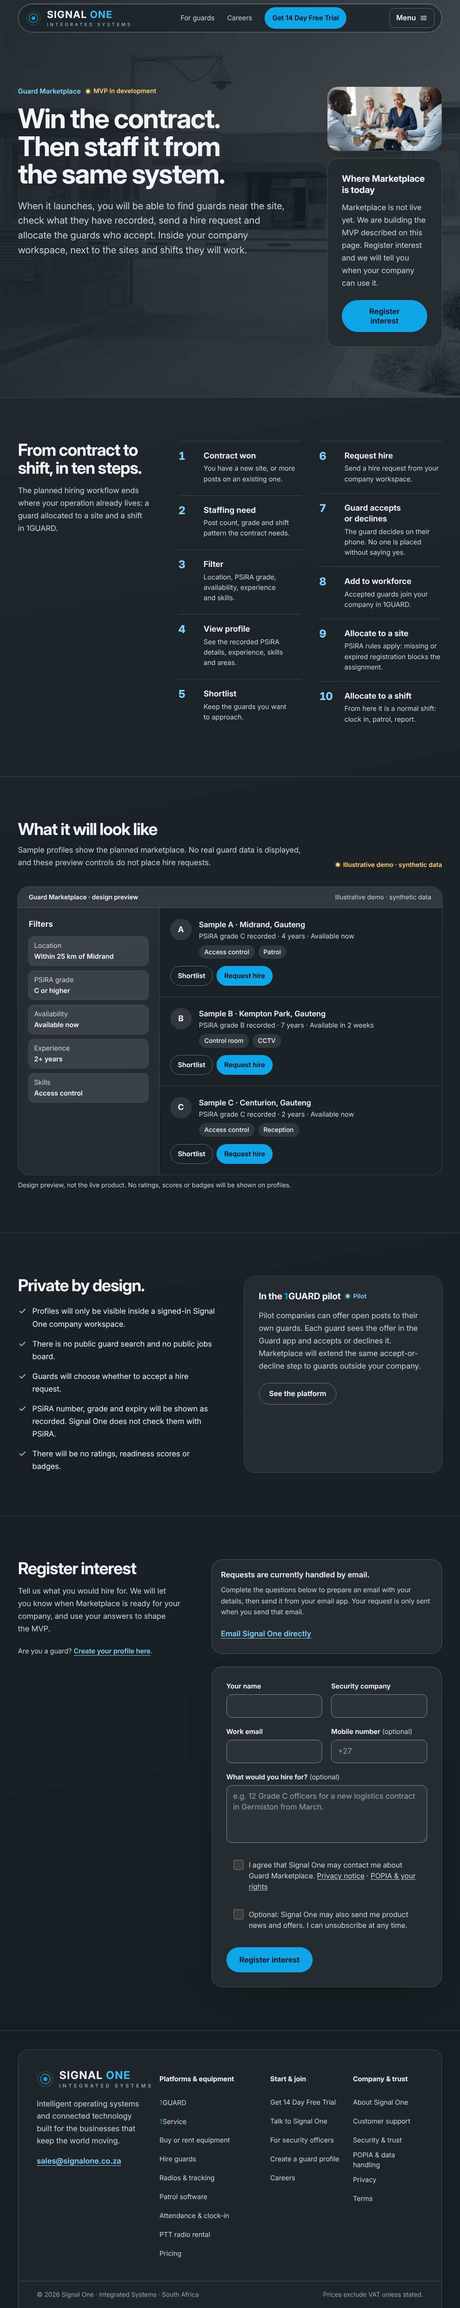 SIGNAL ONE
INTEGRATED SYSTEMS
For guards
Careers
Get 14 Day Free Trial
Menu
Guard Marketplace
MVP in development
Win the contract.
Then staff it from
the same system.
When it launches, you will be able to find guards near the site,
check what they have recorded, send a hire request and
allocate the guards who accept. Inside your company
workspace, next to the sites and shifts they will work.
Where Marketplace
is today
Marketplace is not live
yet. We are building the
MVP described on this
page. Register interest
and we will tell you
when your company
can use it.
Register
interest
From contract to
shift, in ten steps.
The planned hiring workflow ends
where your operation already lives: a
guard allocated to a site and a shift
in 1GUARD.
1
Contract won
You have a new site, or more
posts on an existing one.
2
Staffing need
Post count, grade and shift
pattern the contract needs.
3
Filter
Location, PSiRA grade,
availability, experience
and skills.
4
View profile
See the recorded PSiRA
details, experience, skills
and areas.
5
Shortlist
Keep the guards you want
to approach.
6
Request hire
Send a hire request from your
company workspace.
7
Guard accepts
or declines
The guard decides on their
phone. No one is placed
without saying yes.
8
Add to workforce
Accepted guards join your
company in 1GUARD.
9
Allocate to a site
PSiRA rules apply: missing or
expired registration blocks the
assignment.
10
Allocate to a shift
From here it is a normal shift:
clock in, patrol, report.
What it will look like
Sample profiles show the planned marketplace. No real guard data is displayed,
and these preview controls do not place hire requests.
Illustrative demo · synthetic data
Guard Marketplace · design preview
Illustrative demo · synthetic data
Filters
Location
Within 25 km of Midrand
PSiRA grade
C or higher
Availability
Available now
Experience
2+ years
Skills
Access control
A
Sample A · Midrand, Gauteng
PSiRA grade C recorded · 4 years · Available now
Access control
Patrol
Shortlist
Request hire
B
Sample B · Kempton Park, Gauteng
PSiRA grade B recorded · 7 years · Available in 2 weeks
Control room
CCTV
Shortlist
Request hire
C
Sample C · Centurion, Gauteng
PSiRA grade C recorded · 2 years · Available now
Access control
Reception
Shortlist
Request hire
Design preview, not the live product. No ratings, scores or badges will be shown on profiles.
Private by design.
Profiles will only be visible inside a signed-in Signal
One company workspace.
There is no public guard search and no public jobs
board.
Guards will choose whether to accept a hire
request.
PSiRA number, grade and expiry will be shown as
recorded. Signal One does not check them with
PSiRA.
There will be no ratings, readiness scores or
badges.
In the 1GUARD pilot
Pilot
Pilot companies can offer open posts to their
own guards. Each guard sees the offer in the
Guard app and accepts or declines it.
Marketplace will extend the same accept-or-
decline step to guards outside your company.
See the platform
Register interest
Tell us what you would hire for. We will let
you know when Marketplace is ready for your
company, and use your answers to shape
the MVP.
Are you a guard? Create your profile here.
Requests are currently handled by email.
Complete the questions below to prepare an email with your
details, then send it from your email app. Your request is only sent
when you send that email.
Email Signal One directly
Your name
Security company
Work email
Mobile number (optional)
+27
What would you hire for? (optional)
e.g. 12 Grade C officers for a new logistics contract
in Germiston from March.
I agree that Signal One may contact me about
Guard Marketplace. Privacy notice · POPIA & your
rights
Optional: Signal One may also send me product
news and offers. I can unsubscribe at any time.
Register interest
SIGNAL ONE
INTEGRATED SYSTEMS
Intelligent operating systems
and connected technology
built for the businesses that
keep the world moving.
sales@signalone.co.za
Platforms & equipment
1GUARD
1Service
Buy or rent equipment
Hire guards
Radios & tracking
Patrol software
Attendance & clock-in
PTT radio rental
Pricing
Start & join
Get 14 Day Free Trial
Talk to Signal One
For security officers
Create a guard profile
Careers
Company & trust
About Signal One
Customer support
Security & trust
POPIA & data
handling
Privacy
Terms
© 2026 Signal One · Integrated Systems · South Africa
Prices exclude VAT unless stated.